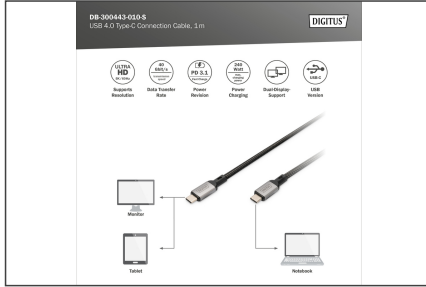 DB-300443-010-S
USB 4.0 Type-C Connection Cable, 1 m
DIGITUS®
ULTRA
HD
Supports
Resolution
40
Gbit/s
Data Transfer
Rate
PD 3.1
Power
Revision
240
Watt
Power
Charging
Dual-Display-
Support
USB-C
USB
Version
Monitor
Tablet
Notebook